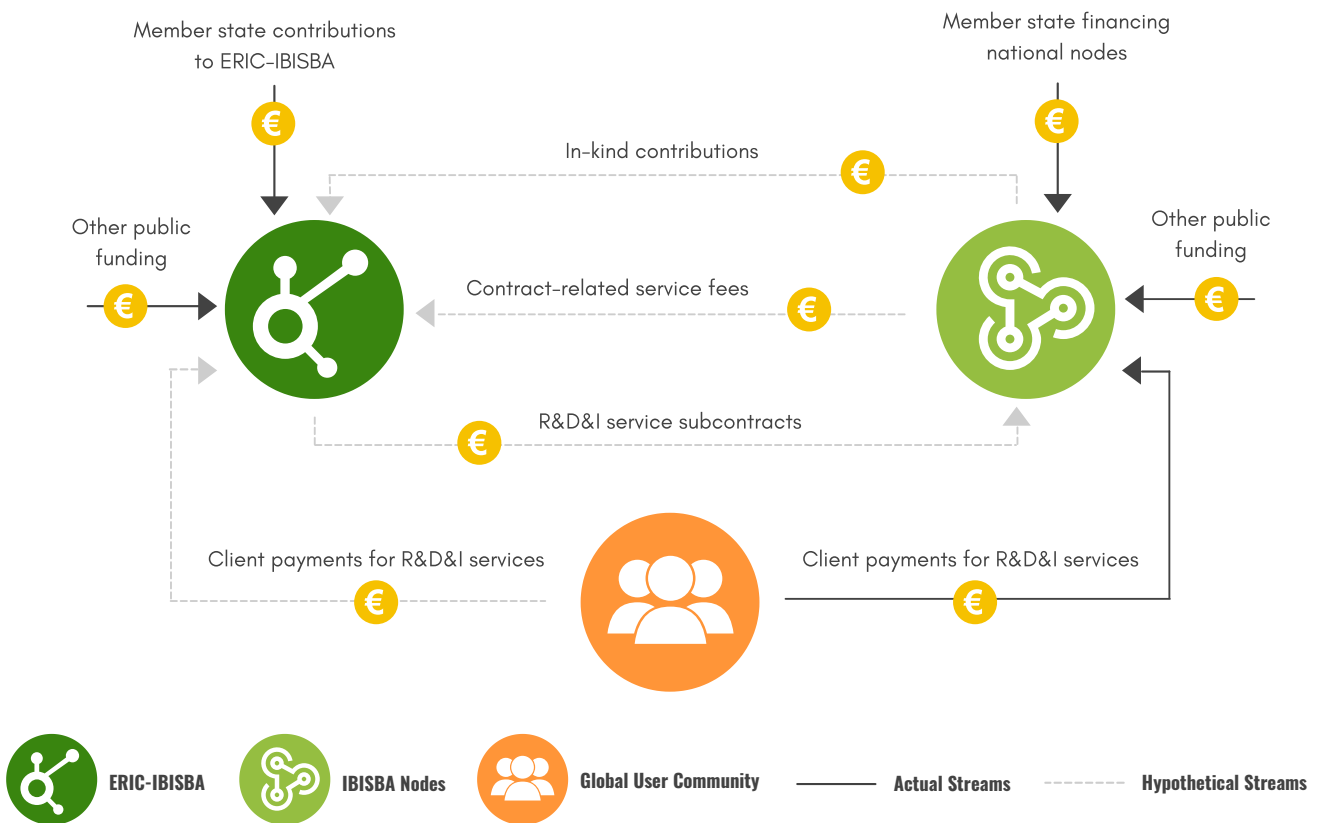 Member state contributions
to ERIC-IBISBA
Member state financing
national nodes
€
€
In-kind contributions
€
Other public
funding
€
Other public
funding
€
Contract-related service fees
€
R&D&I service subcontracts
€
Client payments for R&D&I services
€
Client payments for R&D&I services
€
ERIC-IBISBA
IBISBA Nodes
Global User Community
Actual Streams
Hypothetical Streams